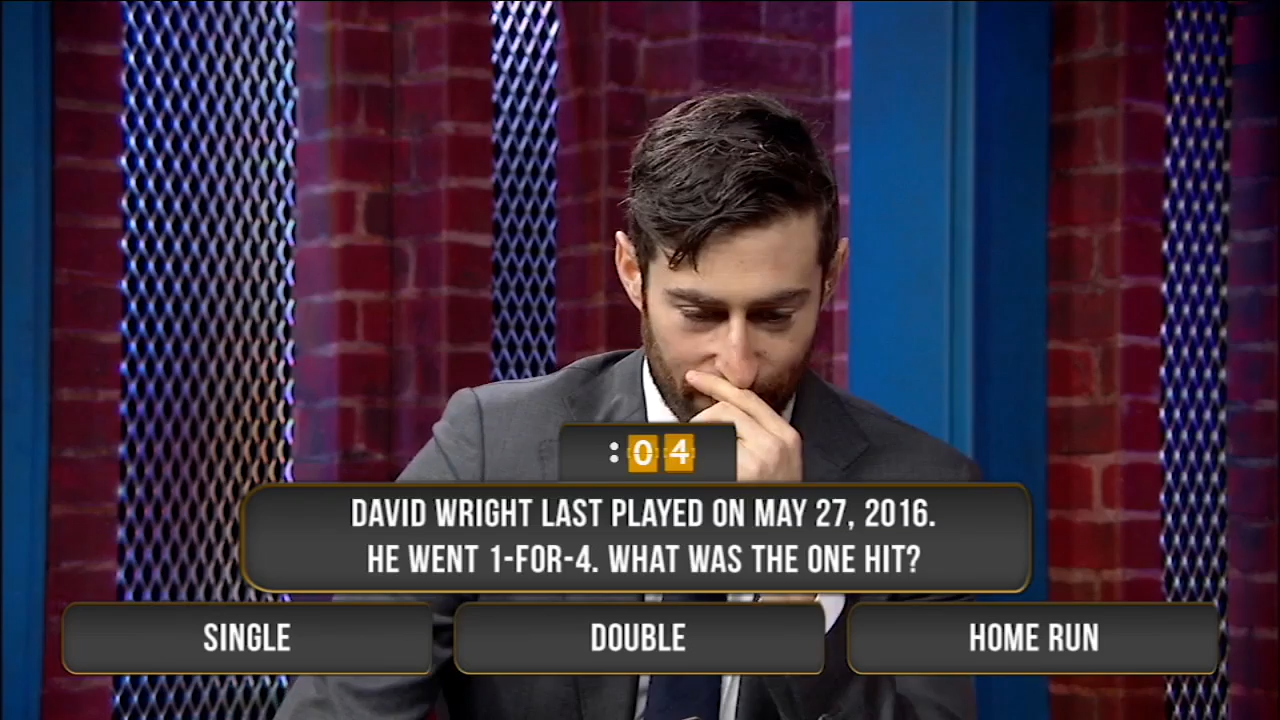 :04
DAVID WRIGHT LAST PLAYED ON MAY 27, 2016.
HE WENT 1-FOR-4. WHAT WAS THE ONE HIT?
SINGLE
DOUBLE
HOME RUN